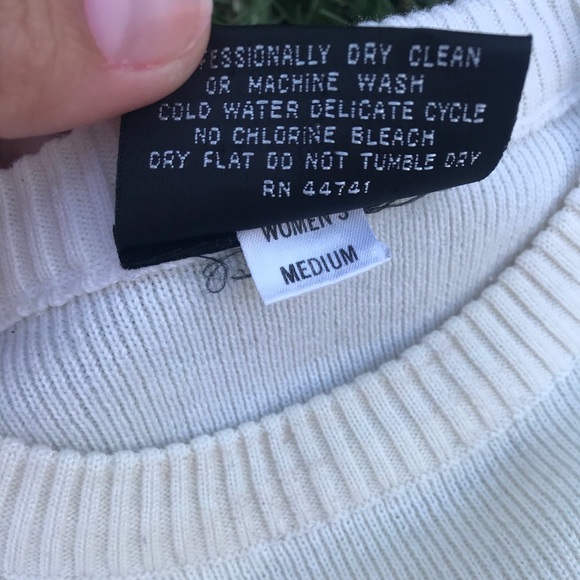 FESSIONALLY DRY CLEAN
OR MACHINE WASH
COLD WATER DELICATE CYCLE
NO CHLORINE BLEACH
DRY FLAT DO NOT TUMBLE DRY
RN 44741
WOMEN'S
MEDIUM